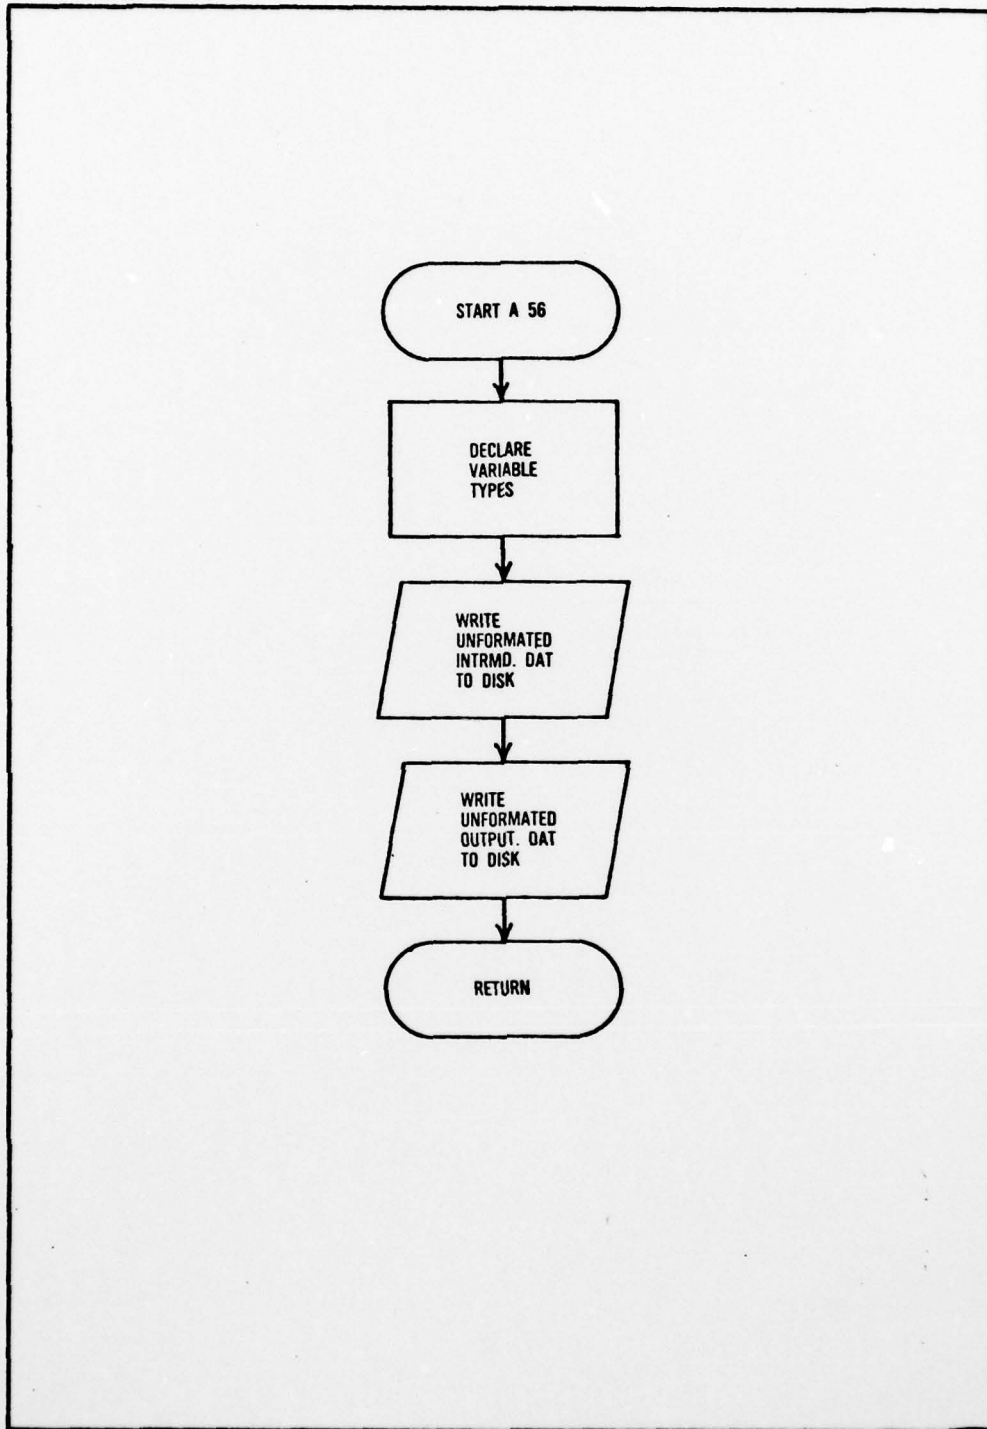 START A 56
DECLARE
VARIABLE
TYPES
WRITE
UNFORMATED
INTRMD. DAT
TO DISK
WRITE
UNFORMATED
OUTPUT. DAT
TO DISK
RETURN